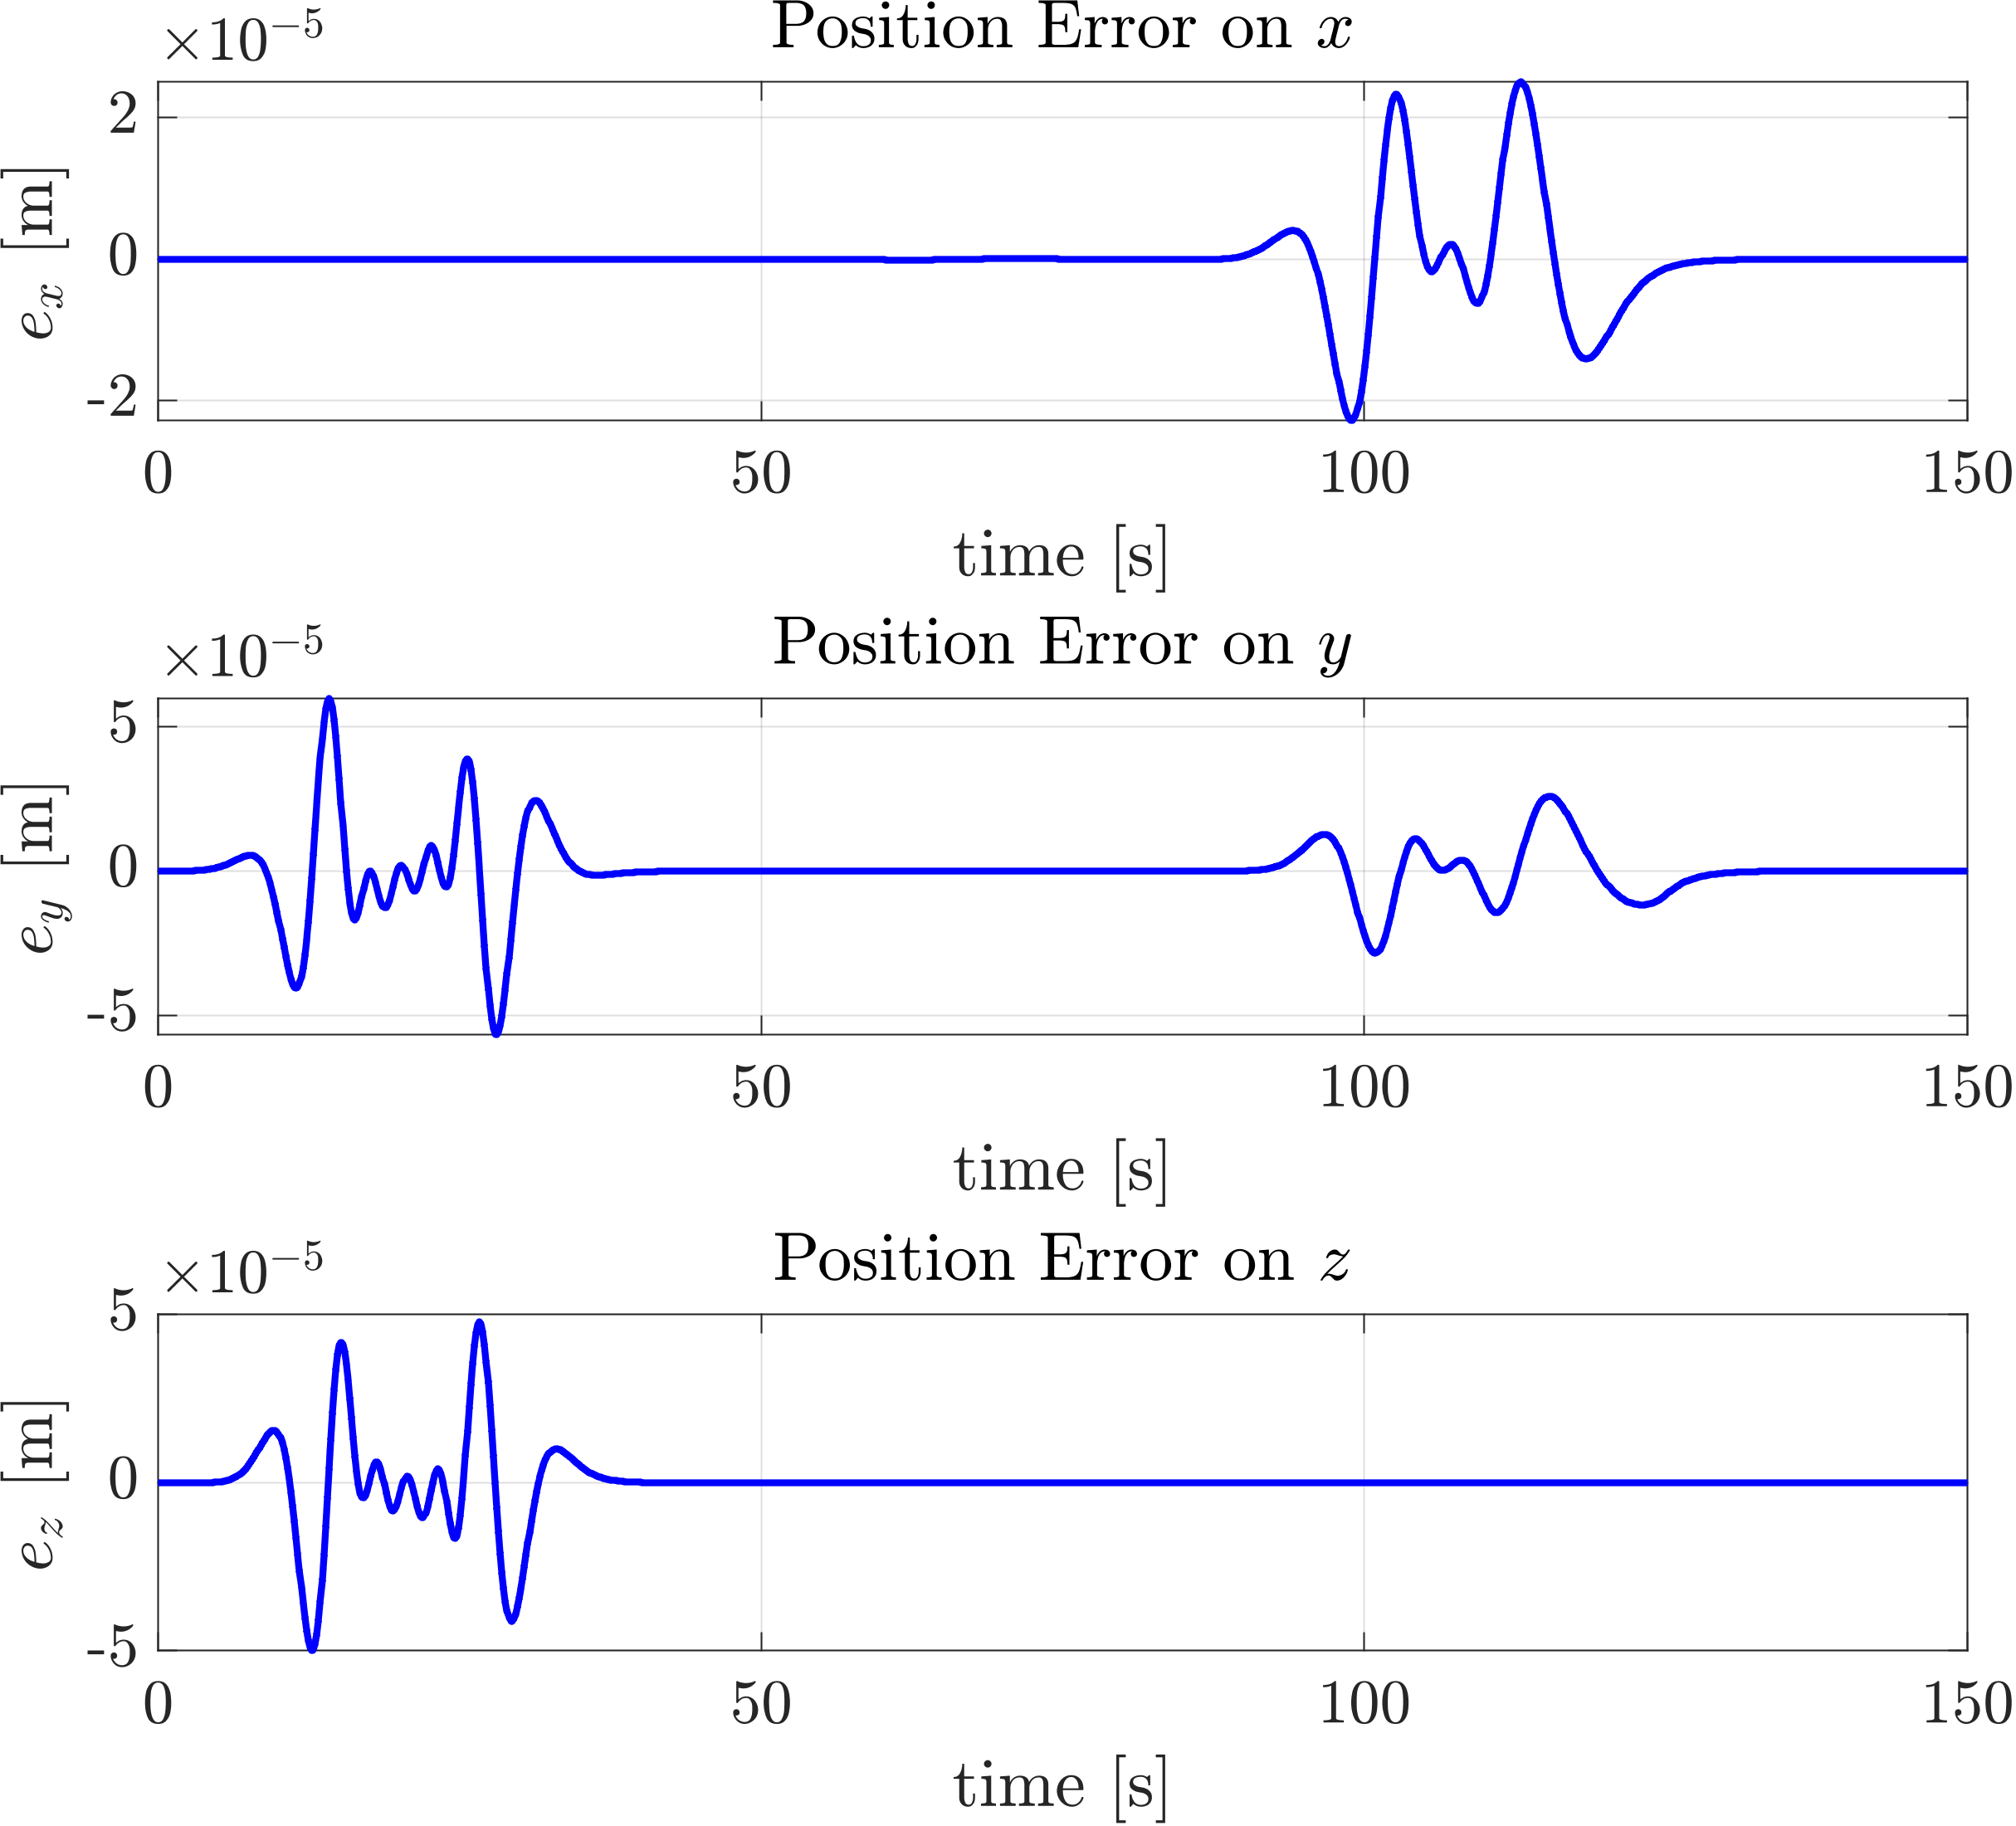 ×10⁻⁵ Position Error on x
eₓ [m]
2
0
-2
0 50 100 150
time [s]
×10⁻⁵ Position Error on y
e_y [m]
5
0
-5
0 50 100 150
time [s]
×10⁻⁵ Position Error on z
e_z [m]
5
0
-5
0 50 100 150
time [s]